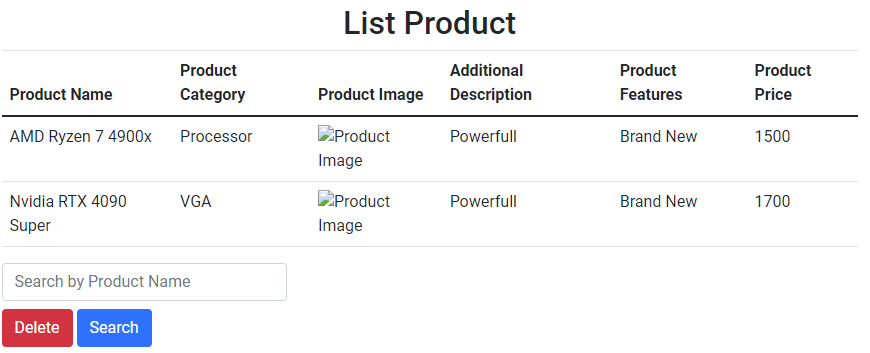 List Product
Product Name Product Category Product Image Additional Description Product Features Product Price
AMD Ryzen 7 4900x Processor Product Image Powerfull Brand New 1500
Nvidia RTX 4090 Super VGA Product Image Powerfull Brand New 1700
Search by Product Name
Delete Search